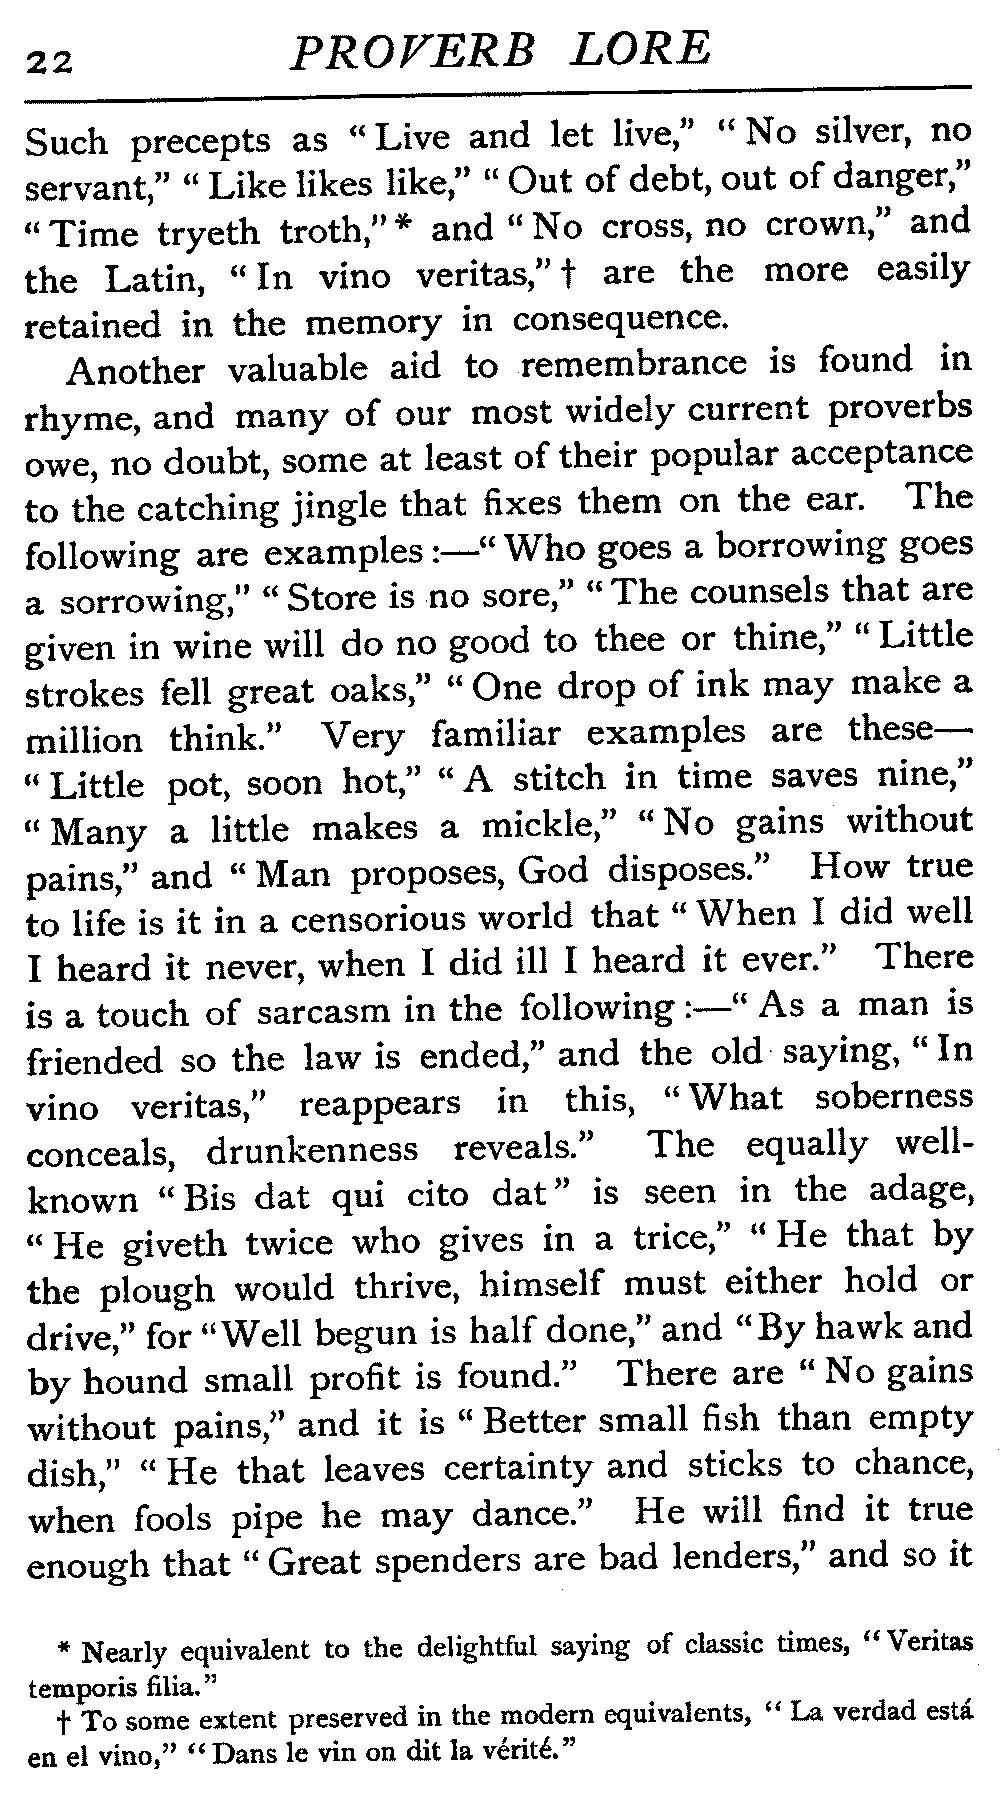 22 PROVERB LORE
Such precepts as “Live and let live,” “No silver, no
servant,” “Like likes like,” “Out of debt, out of danger,”
“Time tryeth troth,”* and “No cross, no crown,” and
the Latin, “In vino veritas,”† are the more easily
retained in the memory in consequence.
Another valuable aid to remembrance is found in
rhyme, and many of our most widely current proverbs
owe, no doubt, some at least of their popular acceptance
to the catching jingle that fixes them on the ear. The
following are examples:—“Who goes a borrowing goes
a sorrowing,” “Store is no sore,” “The counsels that are
given in wine will do no good to thee or thine,” “Little
strokes fell great oaks,” “One drop of ink may make a
million think.” Very familiar examples are these—
“Little pot, soon hot,” “A stitch in time saves nine,”
“Many a little makes a mickle,” “No gains without
pains,” and “Man proposes, God disposes.” How true
to life is it in a censorious world that “When I did well
I heard it never, when I did ill I heard it ever.” There
is a touch of sarcasm in the following:—“As a man is
friended so the law is ended,” and the old saying, “In
vino veritas,” reappears in this, “What soberness
conceals, drunkenness reveals.” The equally well-
known “Bis dat qui cito dat” is seen in the adage,
“He giveth twice who gives in a trice,” “He that by
the plough would thrive, himself must either hold or
drive,” for “Well begun is half done,” and “By hawk and
by hound small profit is found.” There are “No gains
without pains,” and it is “Better small fish than empty
dish,” “He that leaves certainty and sticks to chance,
when fools pipe he may dance.” He will find it true
enough that “Great spenders are bad lenders,” and so it
* Nearly equivalent to the delightful saying of classic times, “Veritas
temporis filia.”
† To some extent preserved in the modern equivalents, “La verdad está
en el vino,” “Dans le vin on dit la vérité.”